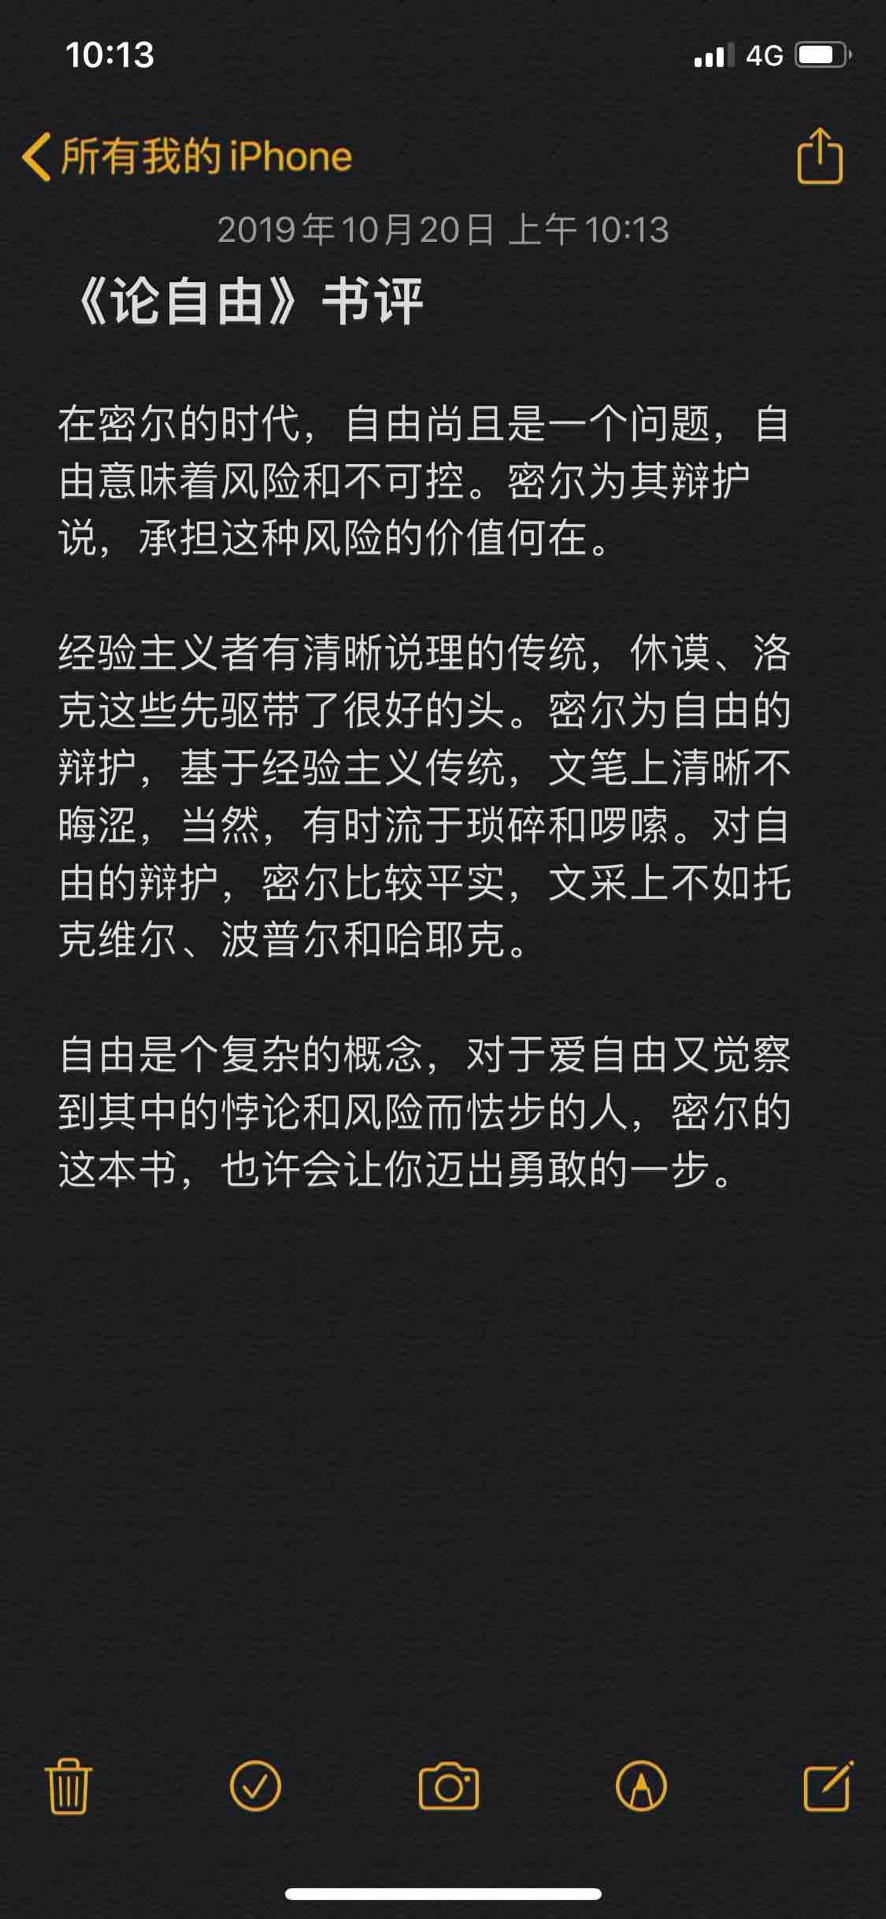 10:13
4G
所有我的 iPhone
2019年10月20日 上午10:13
《论自由》书评
在密尔的时代，自由尚且是一个问题，自
由意味着风险和不可控。密尔为其辩护
说，承担这种风险的价值何在。
经验主义者有清晰说理的传统，休谟、洛
克这些先驱带了很好的头。密尔为自由的
辩护，基于经验主义传统，文笔上清晰不
晦涩，当然，有时流于琐碎和啰嗦。对自
由的辩护，密尔比较平实，文采上不如托
克维尔、波普尔和哈耶克。
自由是个复杂的概念，对于爱自由又觉察
到其中的悖论和风险而怯步的人，密尔的
这本书，也许会让你迈出勇敢的一步。